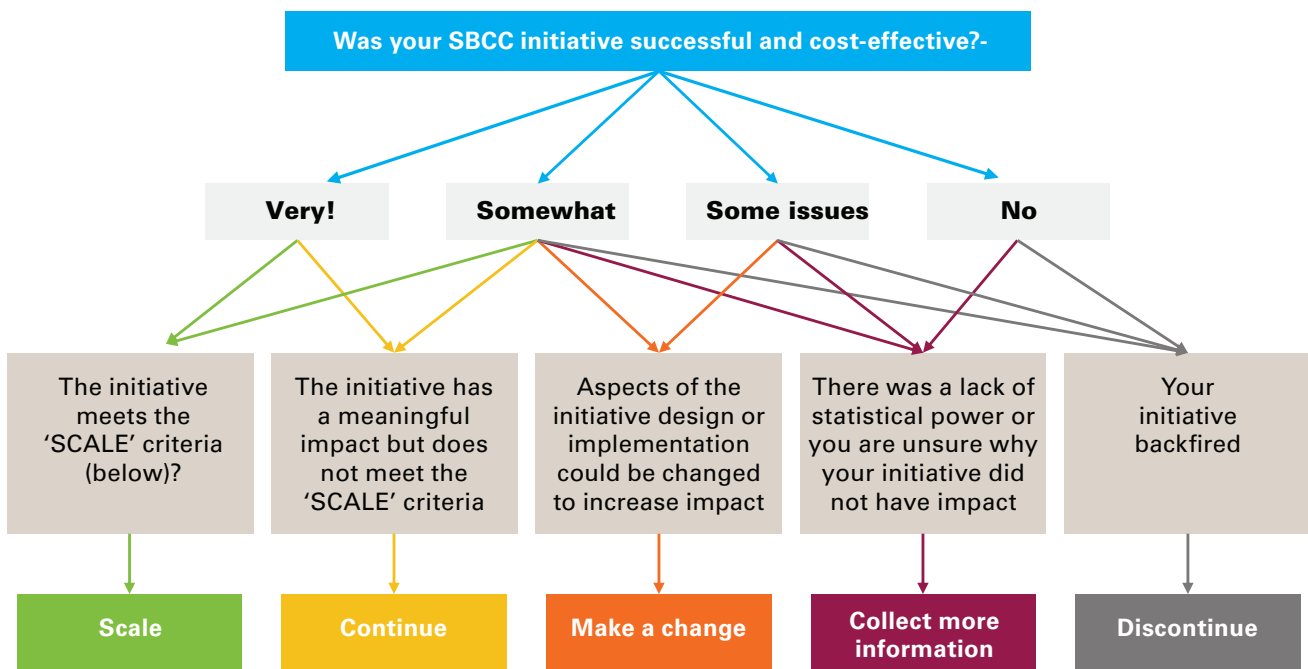 Was your SBCC initiative successful and cost-effective?-
Very!
Somewhat
Some issues
No
The initiative
meets the
‘SCALE’ criteria
(below)?
The initiative has
a meaningful
impact but does
not meet the
‘SCALE’ criteria
Aspects of the
initiative design or
implementation
could be changed
to increase impact
There was a lack of
statistical power or
you are unsure why
your initiative did
not have impact
Your
initiative
backfired
Scale
Continue
Make a change
Collect more
information
Discontinue